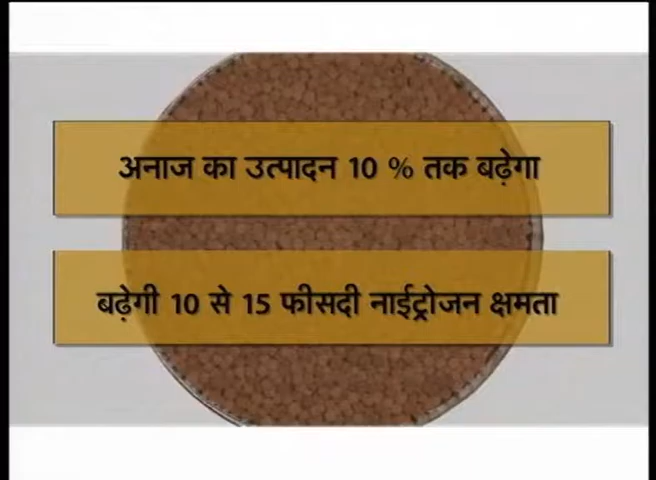 अनाज का उत्पादन 10 % तक बढ़ेगा
बढ़ेगी 10 से 15 फीसदी नाईट्रोजन क्षमता